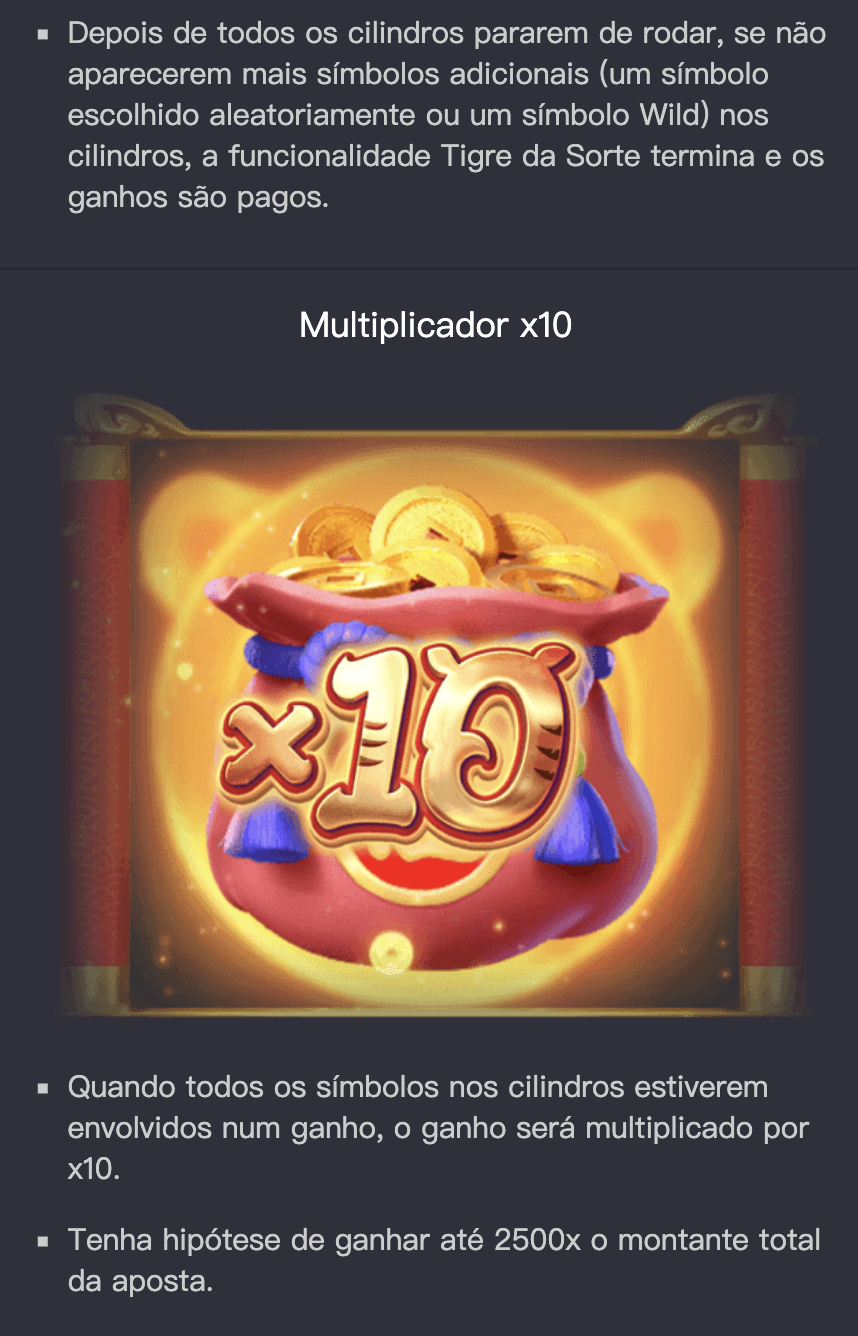 Depois de todos os cilindros pararem de rodar, se não
aparecerem mais símbolos adicionais (um símbolo
escolhido aleatoriamente ou um símbolo Wild) nos
cilindros, a funcionalidade Tigre da Sorte termina e os
ganhos são pagos.
Multiplicador x10
x10
Quando todos os símbolos nos cilindros estiverem
envolvidos num ganho, o ganho será multiplicado por
x10.
Tenha hipótese de ganhar até 2500x o montante total
da aposta.